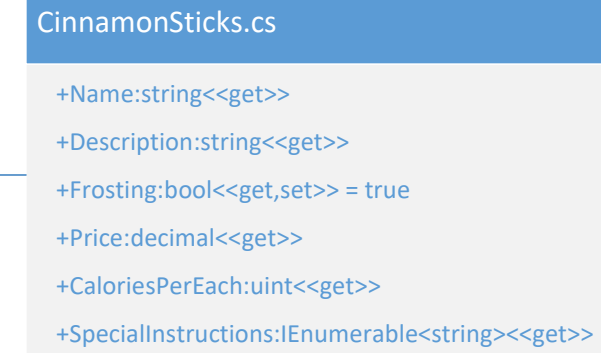 CinnamonSticks.cs
+Name:string<<get>>
+Description:string<<get>>
+Frosting:bool<<get,set>> = true
+Price:decimal<<get>>
+CaloriesPerEach:uint<<get>>
+SpecialInstructions:IEnumerable<string><<get>>